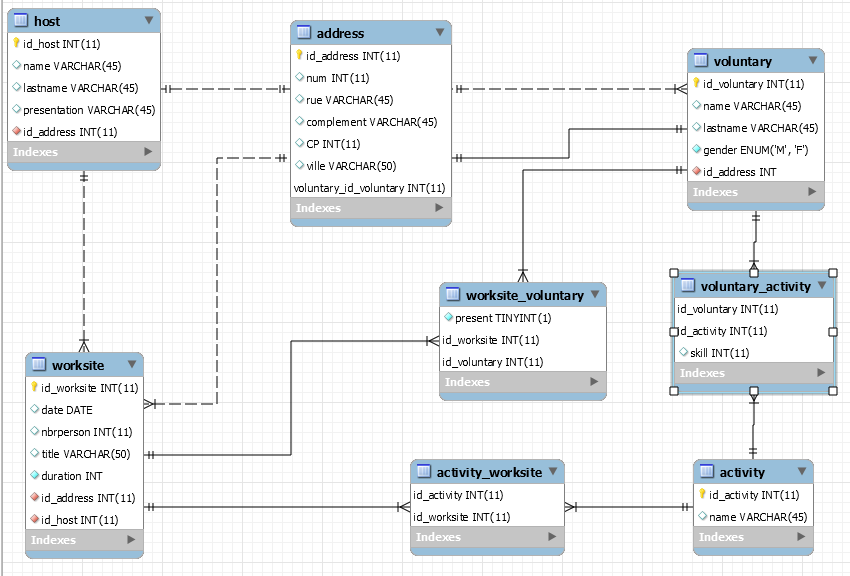 host
id_host INT(11)
name VARCHAR(45)
lastname VARCHAR(45)
presentation VARCHAR(45)
id_address INT(11)
Indexes
address
id_address INT(11)
num INT(11)
rue VARCHAR(45)
complement VARCHAR(45)
CP INT(11)
ville VARCHAR(50)
voluntary_id_voluntary INT(11)
Indexes
voluntary
id_voluntary INT(11)
name VARCHAR(45)
lastname VARCHAR(45)
gender ENUM('M', 'F')
id_address INT
Indexes
worksite_voluntary
present TINYINT(1)
id_worksite INT(11)
id_voluntary INT(11)
Indexes
voluntary_activity
id_voluntary INT(11)
id_activity INT(11)
skill INT(11)
Indexes
worksite
id_worksite INT(11)
date DATE
nbrperson INT(11)
title VARCHAR(50)
duration INT
id_address INT(11)
id_host INT(11)
Indexes
activity_worksite
id_activity INT(11)
id_worksite INT(11)
Indexes
activity
id_activity INT(11)
name VARCHAR(45)
Indexes